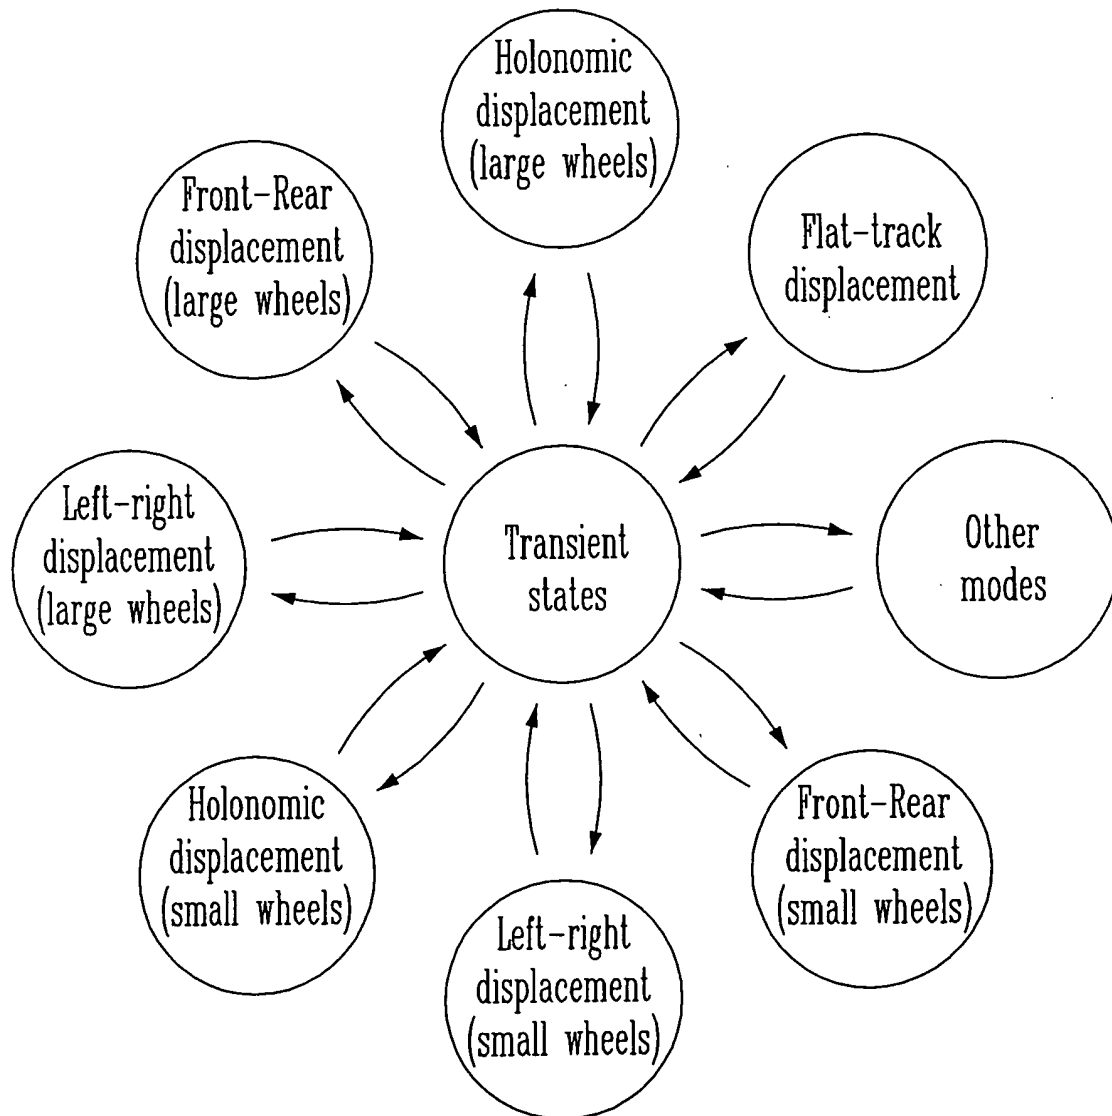 Holonomic
displacement
(large wheels)
Front-Rear
displacement
(large wheels)
Flat-track
displacement
Left-right
displacement
(large wheels)
Transient
states
Other
modes
Holonomic
displacement
(small wheels)
Front-Rear
displacement
(small wheels)
Left-right
displacement
(small wheels)